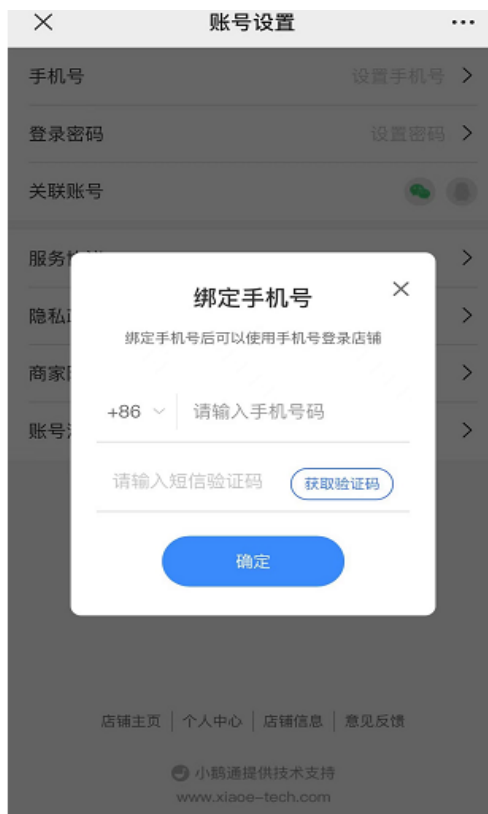 账号设置
手机号 设置手机号
登录密码 设置密码
关联账号
服务
绑定手机号
隐私
绑定手机号后可以使用手机号登录店铺
商家
+86 请输入手机号码
账号
请输入短信验证码 获取验证码
确定
店铺主页 个人中心 店铺信息 意见反馈
小鹅通提供技术支持
www.xiaoe-tech.com